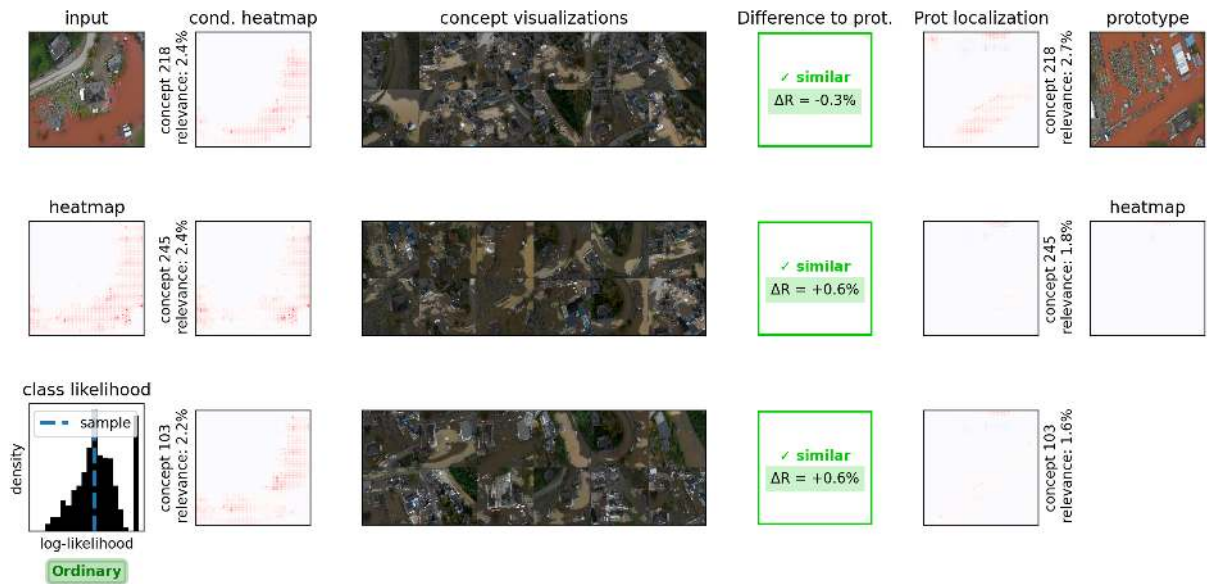 input
cond. heatmap
concept visualizations
Difference to prot.
Prot localization
prototype
concept 218
relevance: 2.4%
✓ similar
ΔR = -0.3%
concept 218
relevance: 2.7%
heatmap
heatmap
concept 245
relevance: 2.4%
✓ similar
ΔR = +0.6%
concept 245
relevance: 1.8%
class likelihood
sample
density
log-likelihood
Ordinary
concept 103
relevance: 2.2%
✓ similar
ΔR = +0.6%
concept 103
relevance: 1.6%